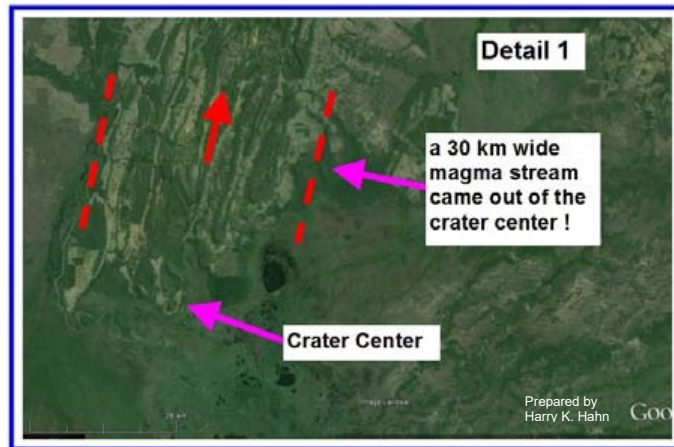 Detail 1
a 30 km wide
magma stream
came out of the
crater center !
Crater Center
Prepared by
Harry K. Hahn
Goo